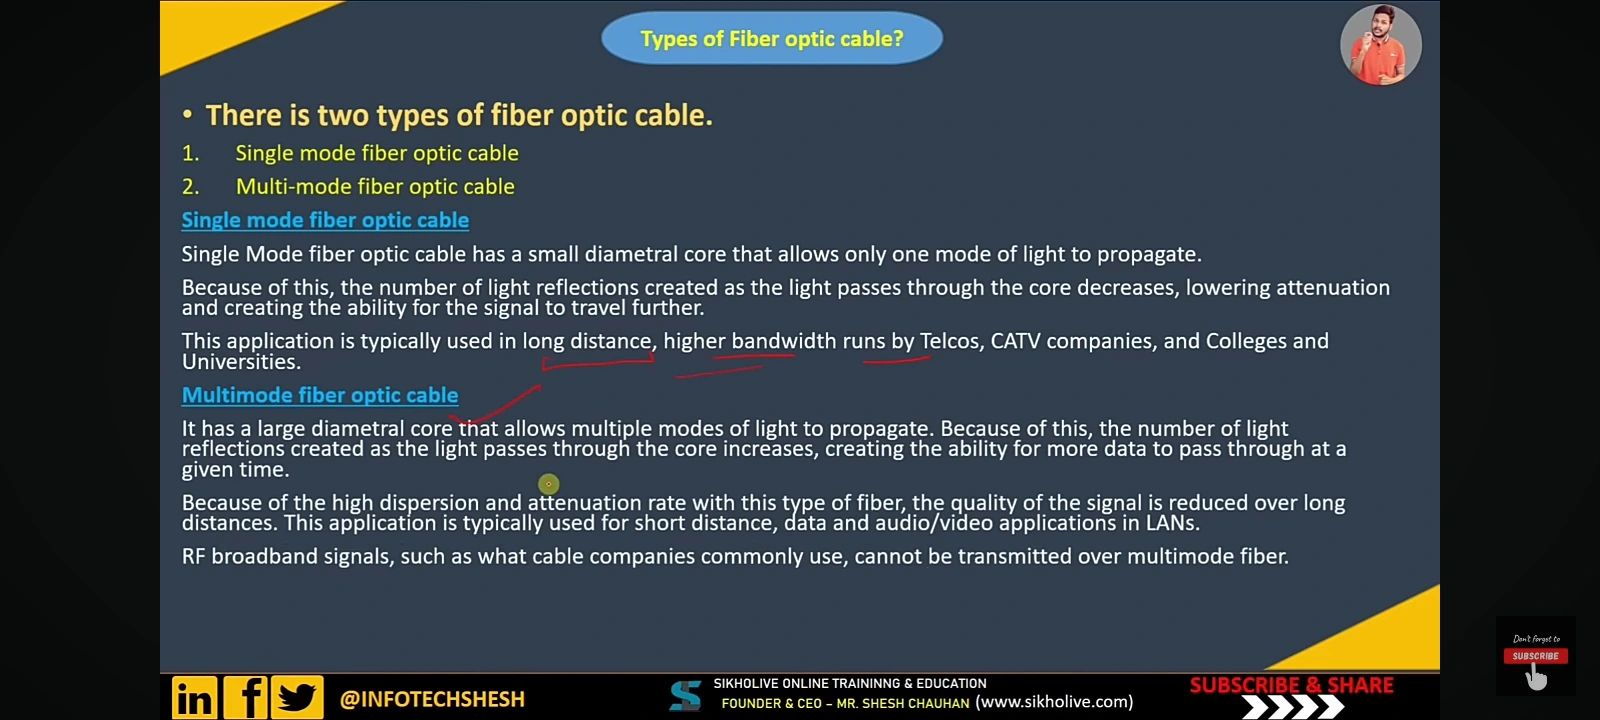 Types of Fiber optic cable?
• There is two types of fiber optic cable.
1. Single mode fiber optic cable
2. Multi-mode fiber optic cable
Single mode fiber optic cable
Single Mode fiber optic cable has a small diametral core that allows only one mode of light to propagate.
Because of this, the number of light reflections created as the light passes through the core decreases, lowering attenuation
and creating the ability for the signal to travel further.
This application is typically used in long distance, higher bandwidth runs by Telcos, CATV companies, and Colleges and
Universities.
Multimode fiber optic cable
It has a large diametral core that allows multiple modes of light to propagate. Because of this, the number of light
reflections created as the light passes through the core increases, creating the ability for more data to pass through at a
given time.
Because of the high dispersion and attenuation rate with this type of fiber, the quality of the signal is reduced over long
distances. This application is typically used for short distance, data and audio/video applications in LANs.
RF broadband signals, such as what cable companies commonly use, cannot be transmitted over multimode fiber.
Don't forget to
SUBSCRIBE
in f @INFOTECHSHESH
SIKHOLIVE ONLINE TRAININNG & EDUCATION
FOUNDER & CEO – MR. SHESH CHAUHAN (www.sikholive.com)
SUBSCRIBE & SHARE